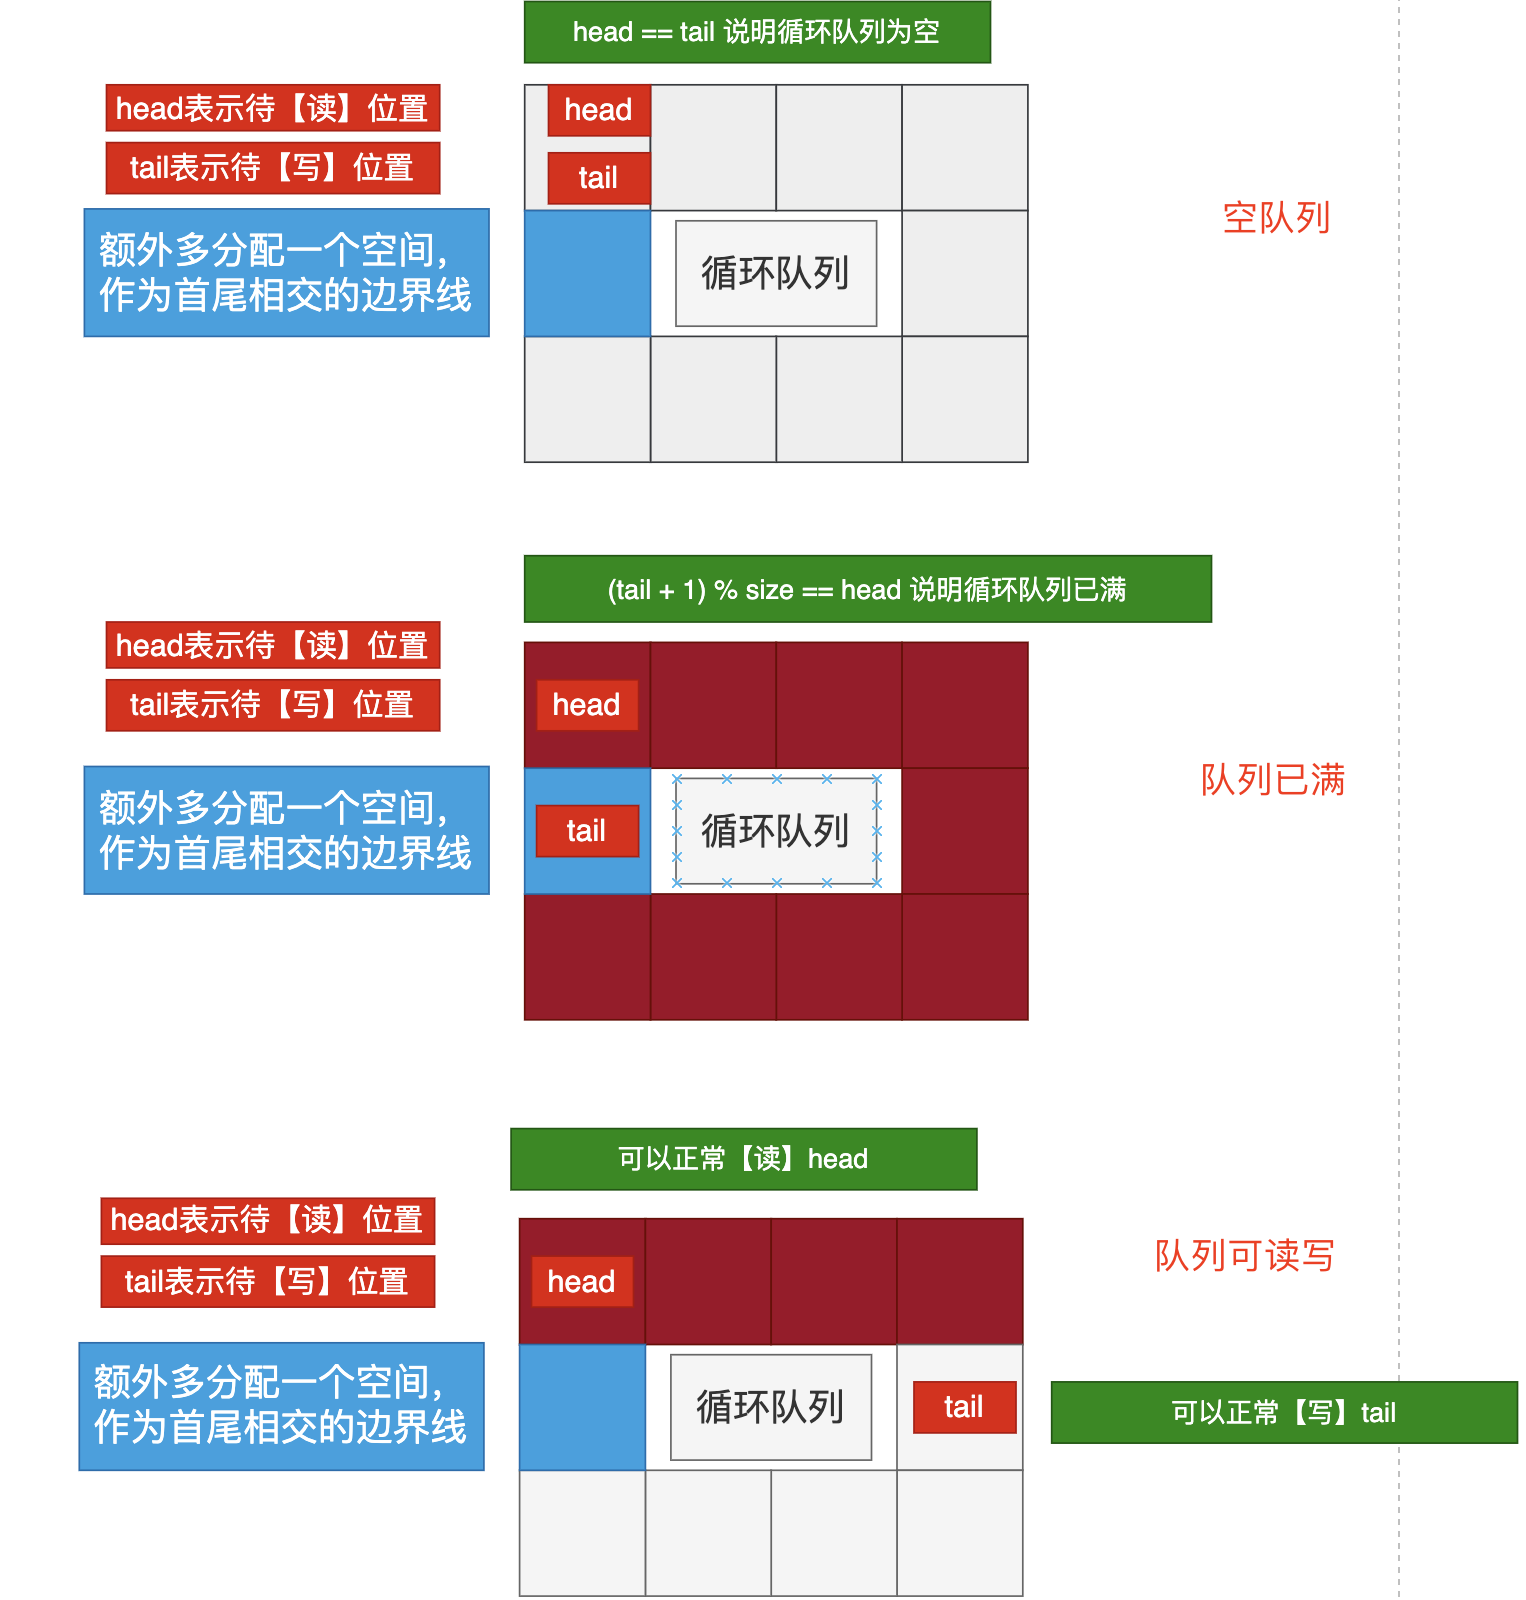 head == tail 说明循环队列为空
head表示待【读】位置
head
tail表示待【写】位置
tail
空队列
额外多分配一个空间，
作为首尾相交的边界线
循环队列
(tail + 1) % size == head 说明循环队列已满
head表示待【读】位置
tail表示待【写】位置
head
队列已满
额外多分配一个空间，
作为首尾相交的边界线
tail
循环队列
可以正常【读】head
head表示待【读】位置
tail表示待【写】位置
head
队列可读写
额外多分配一个空间，
作为首尾相交的边界线
循环队列
tail
可以正常【写】tail